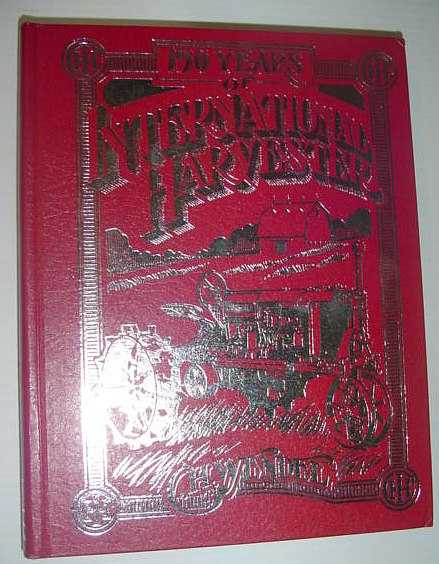 150 YEARS
OF
INTERNATIONAL
HARVESTER
C.H. WENDEL